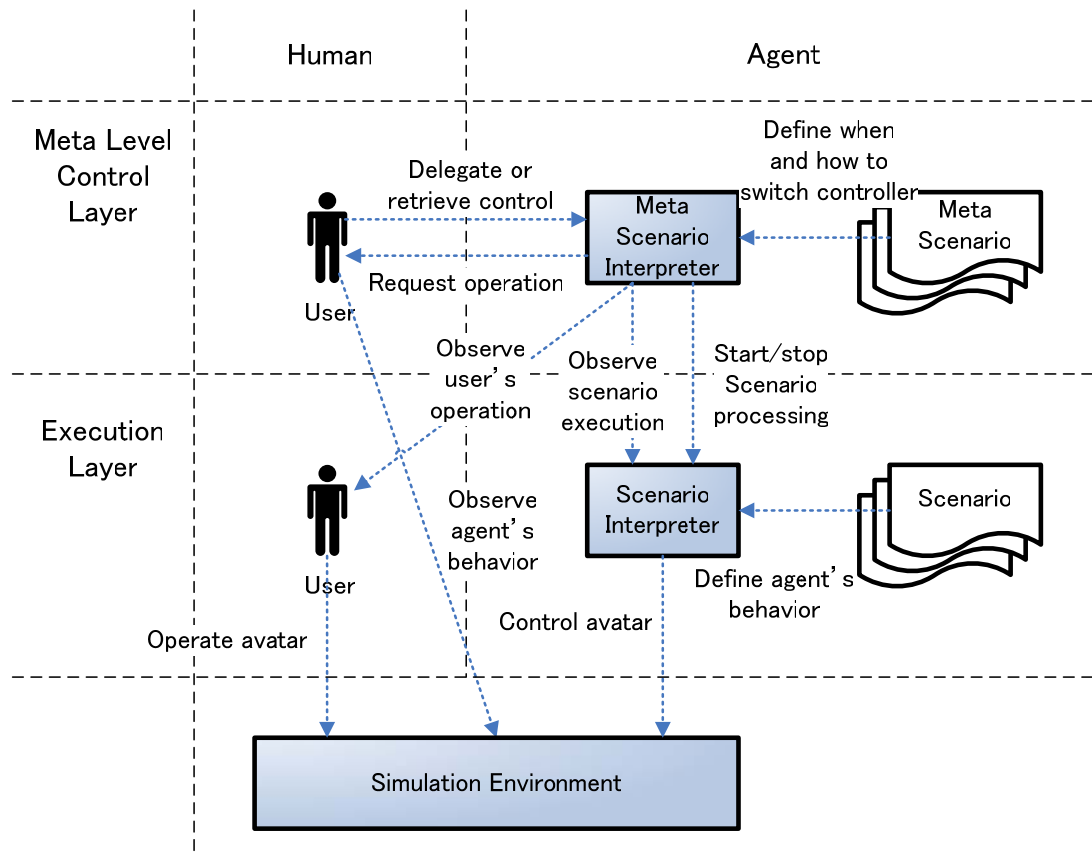 Human
Agent
Meta Level
Control
Layer
Delegate or
retrieve control
Define when
and how to
switch controller
Meta
Scenario
Interpreter
Meta
Scenario
Request operation
User
Observe
user's
operation
Observe
scenario
execution
Start/stop
Scenario
processing
Execution
Layer
Observe
agent's
behavior
Scenario
Interpreter
Scenario
User
Define agent's
behavior
Operate avatar
Control avatar
Simulation Environment